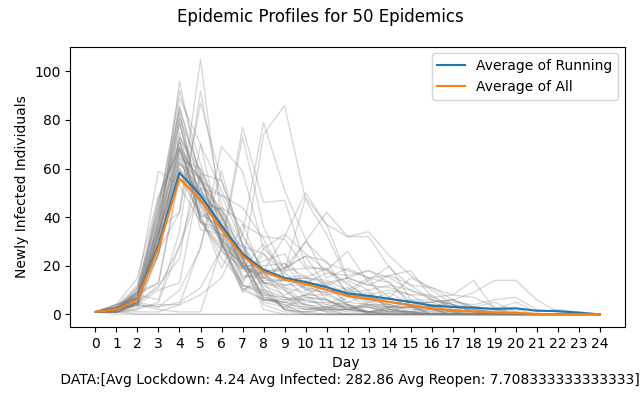 Epidemic Profiles for 50 Epidemics
Average of Running
Average of All
Newly Infected Individuals
100
80
60
40
20
0
0 1 2 3 4 5 6 7 8 9 10 11 12 13 14 15 16 17 18 19 20 21 22 23 24
Day
DATA:[Avg Lockdown: 4.24 Avg Infected: 282.86 Avg Reopen: 7.708333333333333]